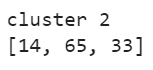 cluster 2
[14, 65, 33]